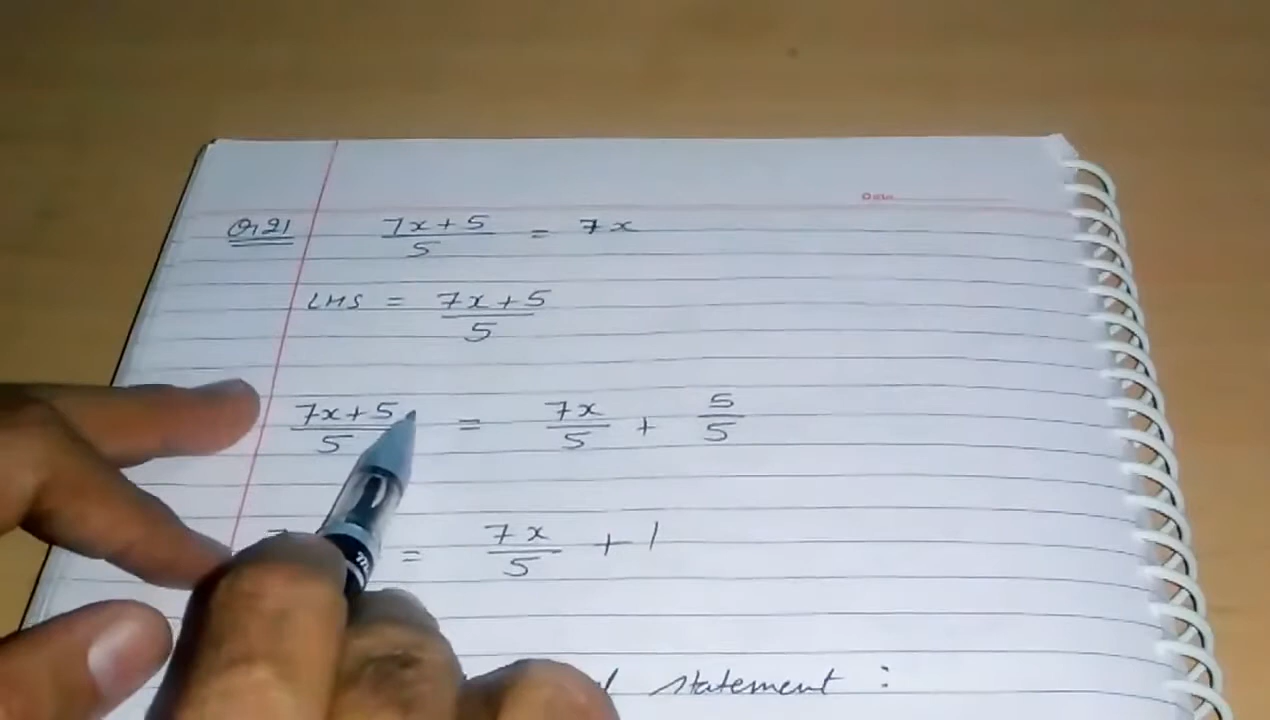 Q.21 (7x+5)/5 = 7x
LHS = (7x+5)/5
(7x+5)/5 = 7x/5 + 5/5
= 7x/5 + 1
statement :